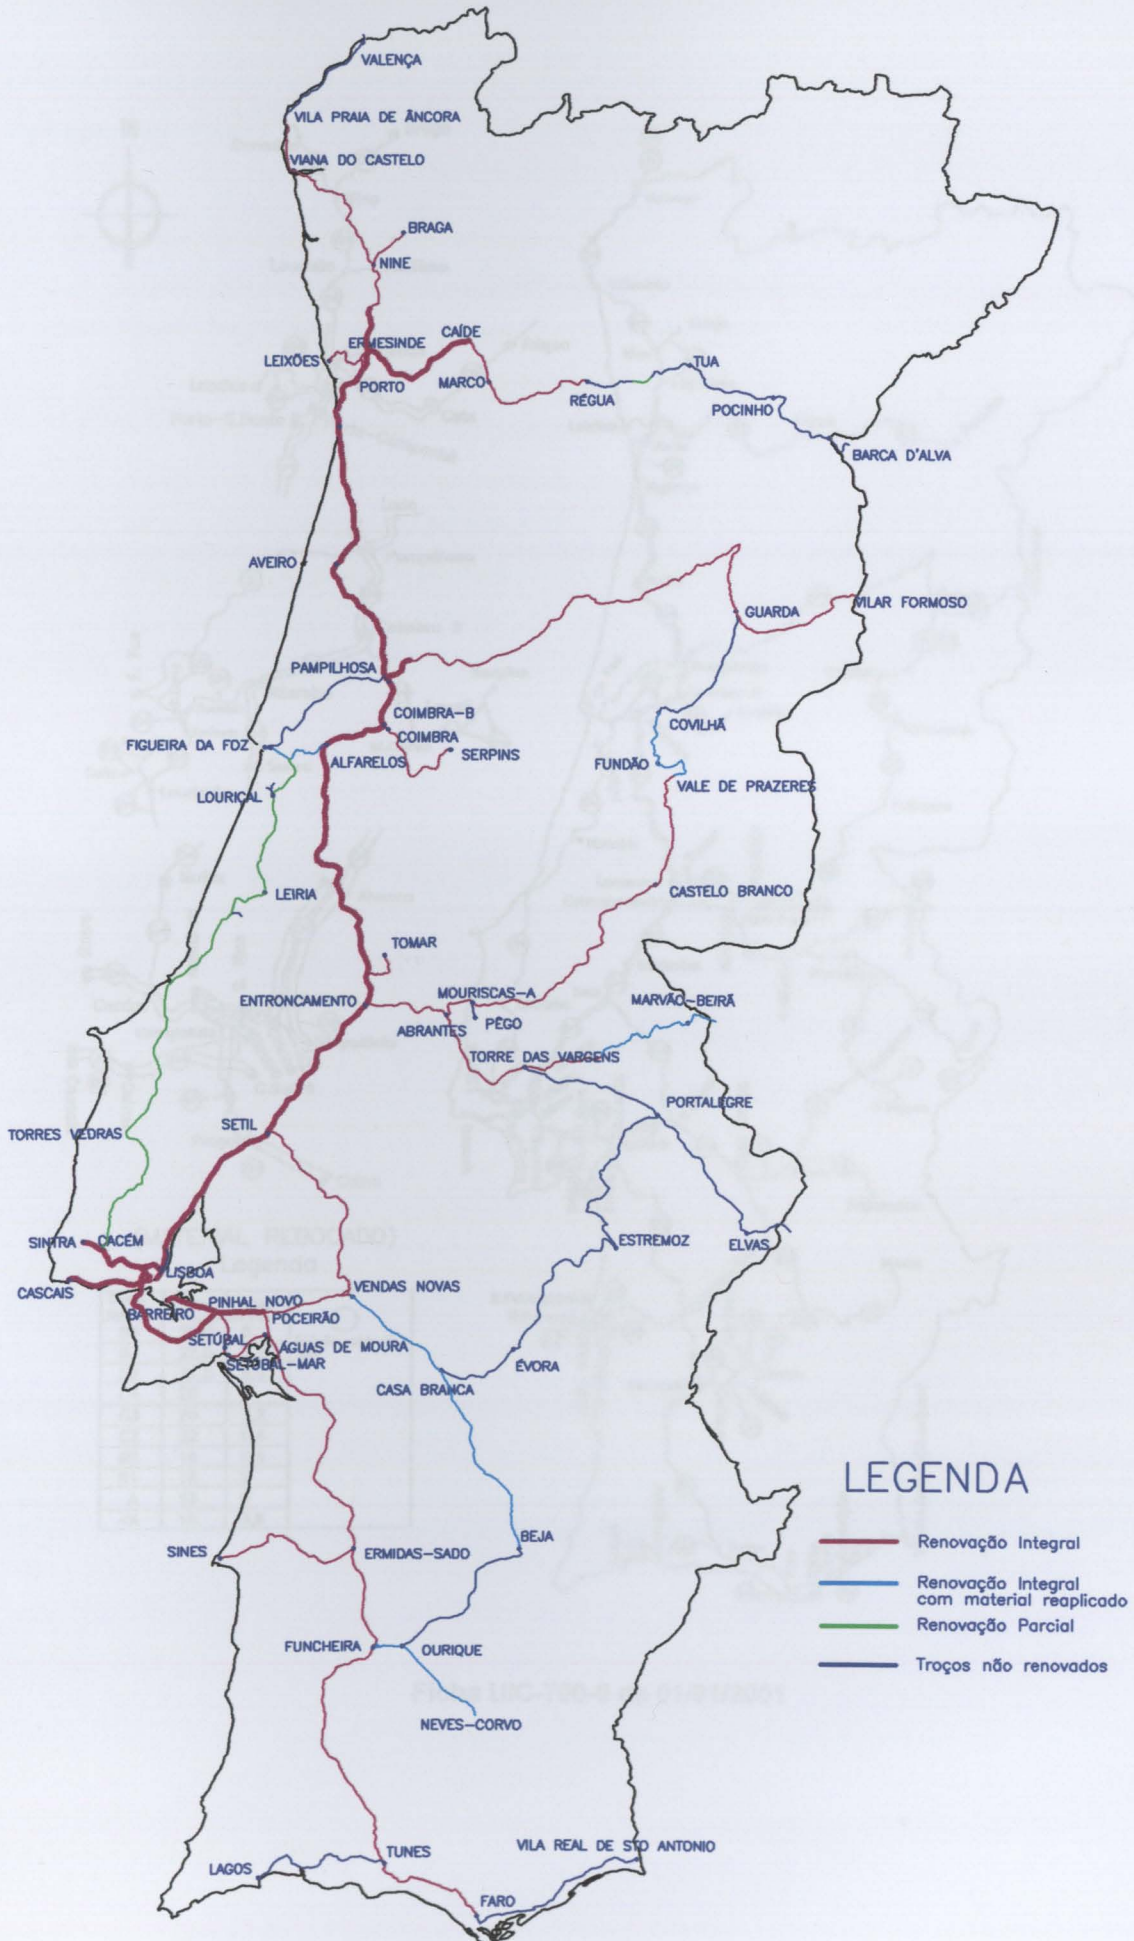 VALENÇA
VILA PRAIA DE ÂNCORA
VIANA DO CASTELO
BRAGA
NINE
CAÍDE
ERMESINDE
LEIXÕES
TUA
MARCO
PORTO
RÉGUA
POCINHO
BARCA D'ALVA
AVEIRO
VILAR FORMOSO
GUARDA
PAMPILHOSA
COIMBRA-B
COVILHÃ
COIMBRA
FIGUEIRA DA FOZ
SERPINS
ALFARELOS
FUNDÃO
VALE DE PRAZERES
LOURIÇAL
CASTELO BRANCO
LEIRIA
TOMAR
MOURISCAS-A
ENTRONCAMENTO
MARVÃO-BEIRÃ
PÊGO
ABRANTES
TORRE DAS VARGENS
PORTALEGRE
SETIL
TORRES VEDRAS
SINTRA
CACÉM
ESTREMOZ
ELVAS
LISBOA
CASCAIS
VENDAS NOVAS
PINHAL NOVO
BARREIRO
POCEIRÃO
SETÚBAL
ÁGUAS DE MOURA
SETÚBAL-MAR
ÉVORA
CASA BRANCA
LEGENDA
BEJA
Renovação Integral
SINES
ERMIDAS-SADO
Renovação Integral
com material reaplicado
Renovação Parcial
FUNCHEIRA
OURIQUE
Troços não renovados
NEVES-CORVO
VILA REAL DE STO ANTONIO
TUNES
LAGOS
FARO